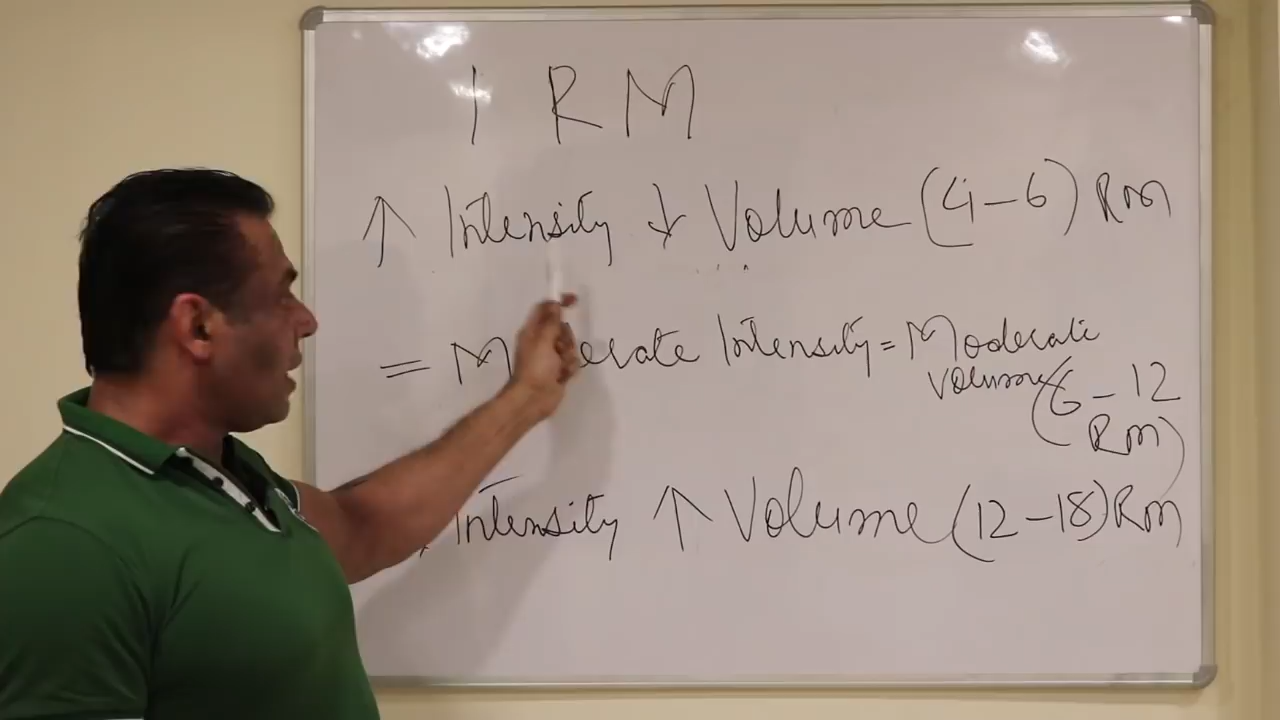 1 RM
↑ Intensity ↓ Volume (4-6) RM
= Moderate Intensity = Moderate
volume (6-12
RM)
Intensity ↑ Volume (12-18) RM